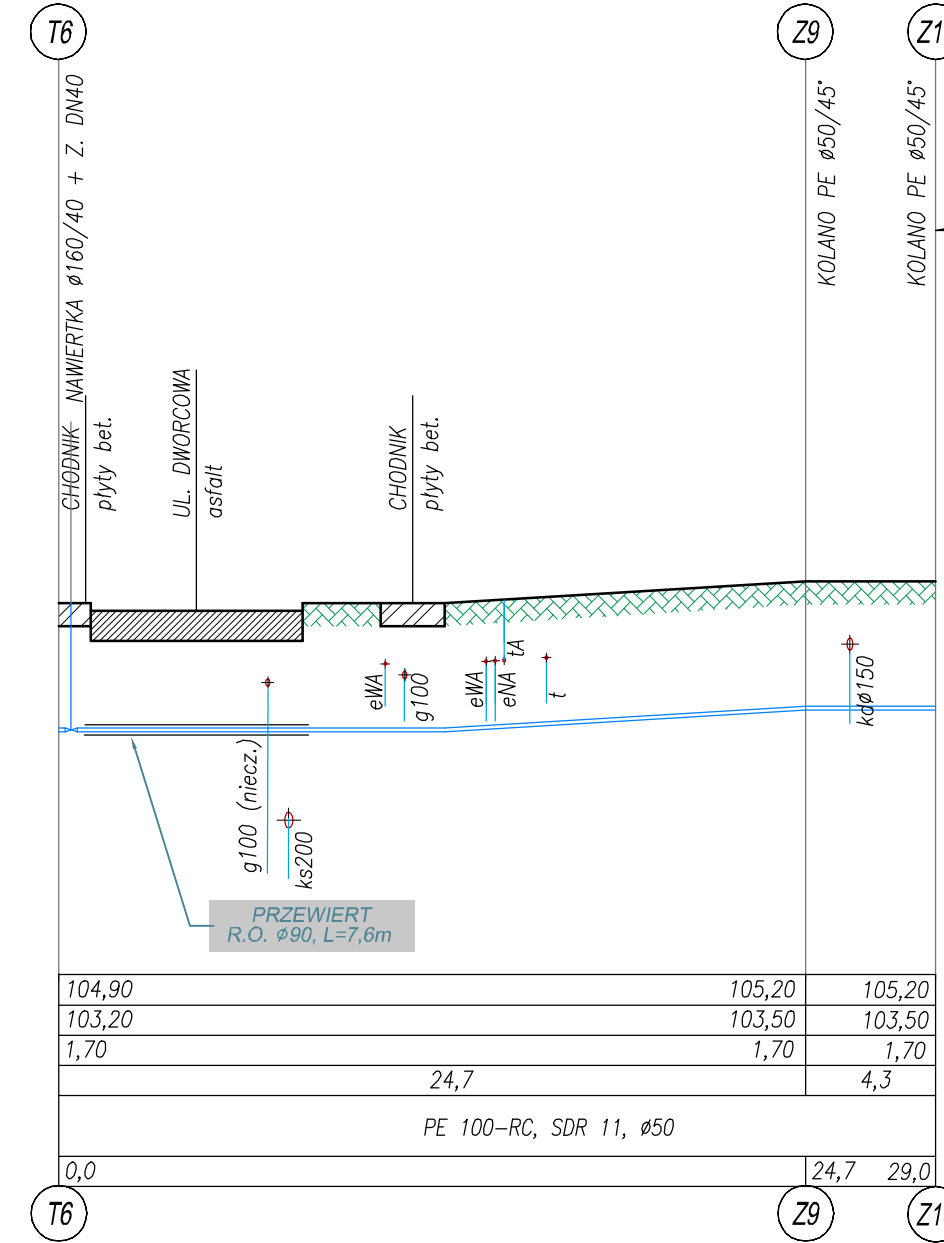 T6
Z9
Z1
NAWIERTKA ø160/40 + Z. DN40
KOLANO PE ø50/45°
KOLANO PE ø50/45°
CHODNIK
płyty bet.
UL. DWORCOWA
asfalt
CHODNIK
płyty bet.
eWA
g100
eWA
eNA
tA
t
kdø150
g100 (niecz.)
ks200
PRZEWIERT
R.O. ø90, L=7,6m
104,90 105,20 105,20
103,20 103,50 103,50
1,70 1,70 1,70
24,7 4,3
PE 100-RC, SDR 11, ø50
0,0 24,7 29,0
T6
Z9
Z1